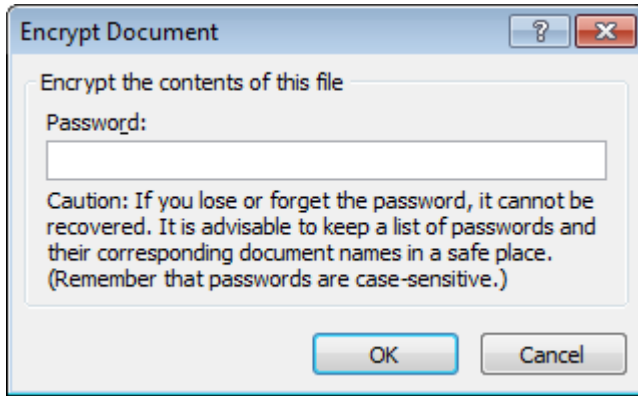 Encrypt Document
Encrypt the contents of this file
Password:
Caution: If you lose or forget the password, it cannot be
recovered. It is advisable to keep a list of passwords and
their corresponding document names in a safe place.
(Remember that passwords are case-sensitive.)
OK Cancel